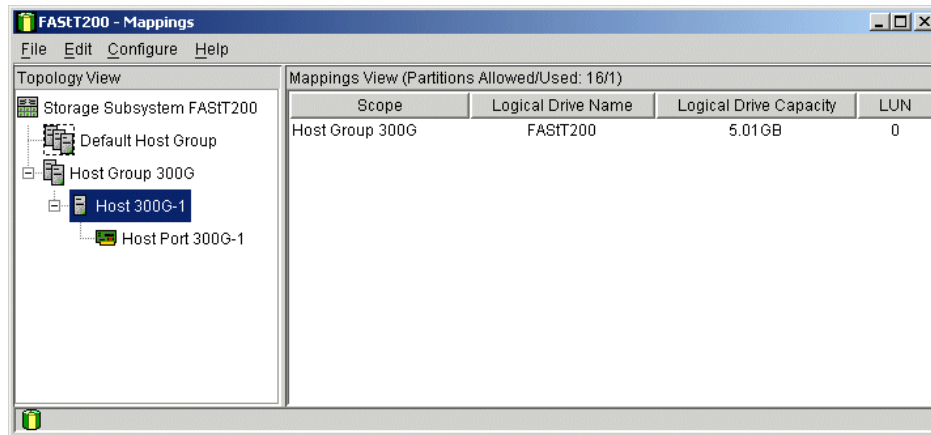 FAStT200 - Mappings
File Edit Configure Help
Topology View
Storage Subsystem FAStT200
Default Host Group
Host Group 300G
Host 300G-1
Host Port 300G-1
Mappings View (Partitions Allowed/Used: 16/1)
Scope Logical Drive Name Logical Drive Capacity LUN
Host Group 300G FAStT200 5.01GB 0